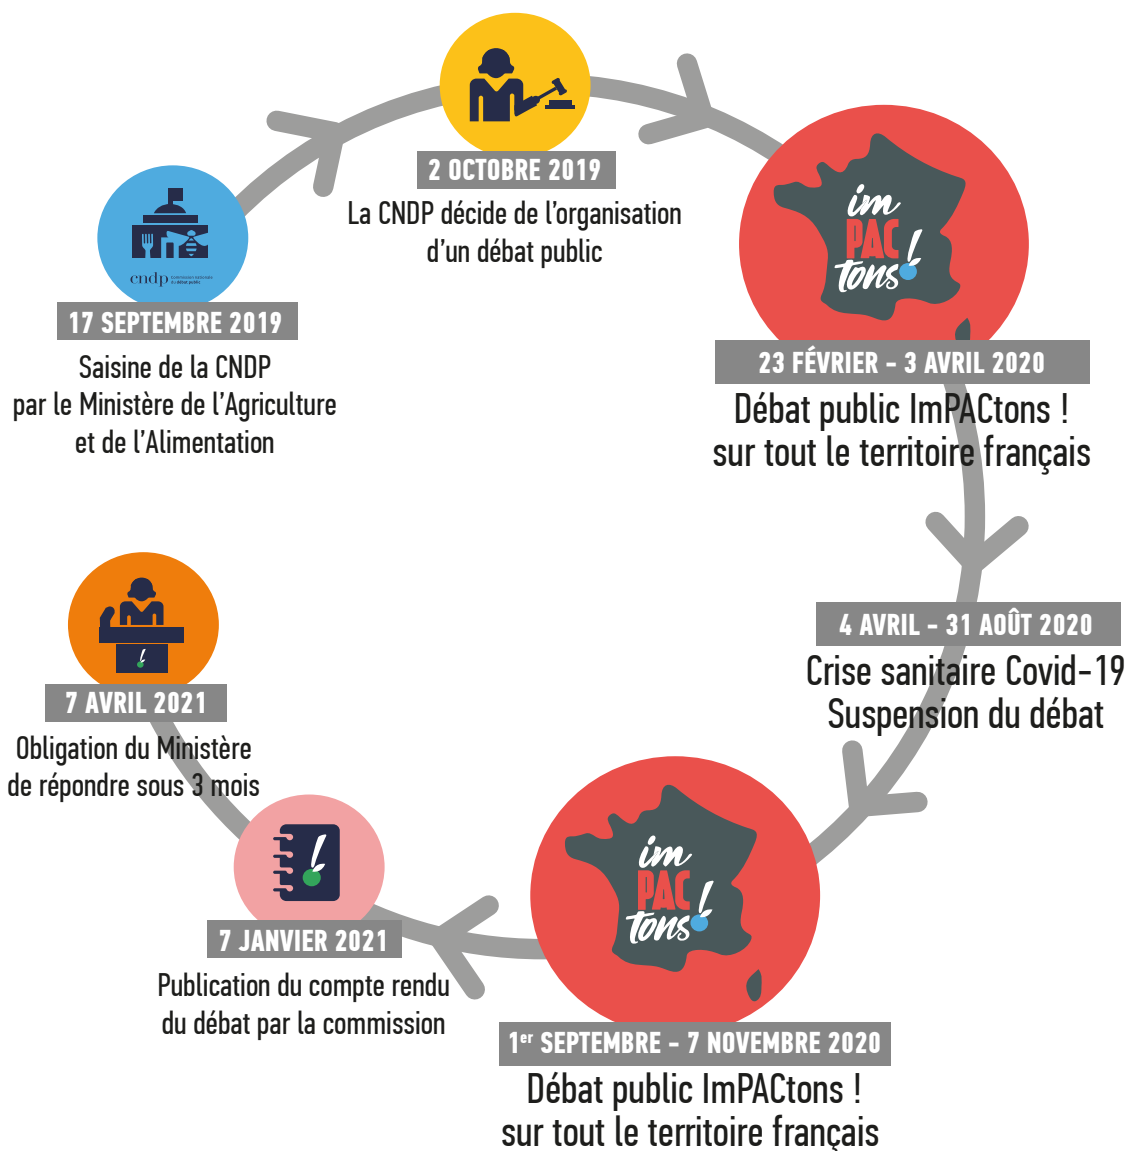 17 SEPTEMBRE 2019
Saisine de la CNDP
par le Ministère de l'Agriculture
et de l'Alimentation
cndp
2 OCTOBRE 2019
La CNDP décide de l'organisation
d'un débat public
im
PAC
tons!
23 FÉVRIER - 3 AVRIL 2020
Débat public ImPACtons !
sur tout le territoire français
4 AVRIL - 31 AOÛT 2020
Crise sanitaire Covid-19
Suspension du débat
im
PAC
tons!
1er SEPTEMBRE - 7 NOVEMBRE 2020
Débat public ImPACtons !
sur tout le territoire français
7 JANVIER 2021
Publication du compte rendu
du débat par la commission
7 AVRIL 2021
Obligation du Ministère
de répondre sous 3 mois